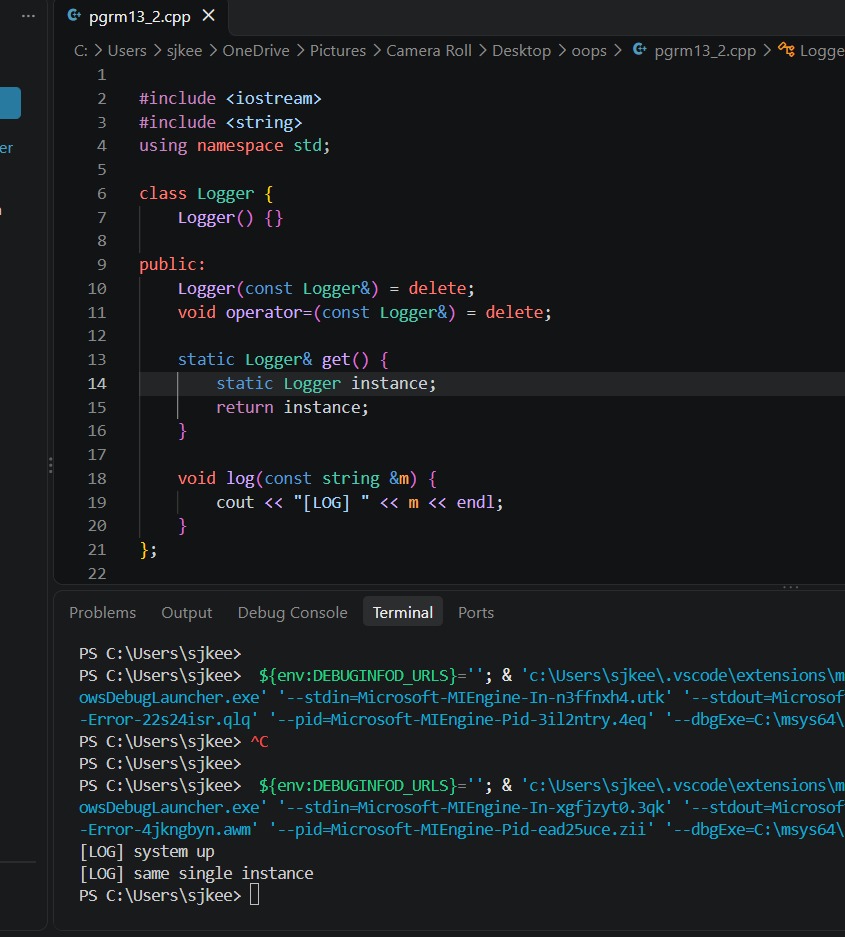 ...
pgrm13_2.cpp
C: > Users > sjkee > OneDrive > Pictures > Camera Roll > Desktop > oops > pgrm13_2.cpp > Logge
er
1
2 #include <iostream>
3 #include <string>
4 using namespace std;
5
6 class Logger {
7     Logger() {}
8
9 public:
10     Logger(const Logger&) = delete;
11     void operator=(const Logger&) = delete;
12
13     static Logger& get() {
14         static Logger instance;
15         return instance;
16     }
17
18     void log(const string &m) {
19         cout << "[LOG] " << m << endl;
20     }
21 };
22
Problems Output Debug Console Terminal Ports
PS C:\Users\sjkee>
PS C:\Users\sjkee>  ${env:DEBUGINFOD_URLS}=''; & 'c:\Users\sjkee\.vscode\extensions\m
owsDebugLauncher.exe' '--stdin=Microsoft-MIEngine-In-n3ffnxh4.utk' '--stdout=Microsof
-Error-22s24isr.qlq' '--pid=Microsoft-MIEngine-Pid-3il2ntry.4eq' '--dbgExe=C:\msys64\
PS C:\Users\sjkee> ^C
PS C:\Users\sjkee>
PS C:\Users\sjkee>  ${env:DEBUGINFOD_URLS}=''; & 'c:\Users\sjkee\.vscode\extensions\m
owsDebugLauncher.exe' '--stdin=Microsoft-MIEngine-In-xgfjzyt0.3qk' '--stdout=Microsof
-Error-4jkngbyn.awm' '--pid=Microsoft-MIEngine-Pid-ead25uce.zii' '--dbgExe=C:\msys64\
[LOG] system up
[LOG] same single instance
PS C:\Users\sjkee>